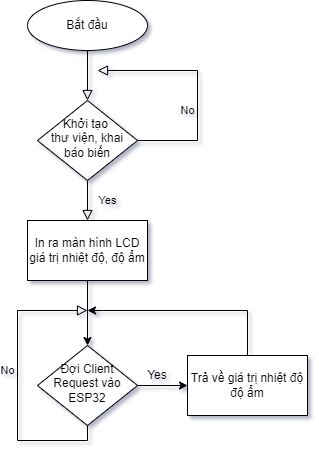 Bắt đầu
No
Khởi tạo
thư viện, khai
báo biến
Yes
In ra màn hình LCD
giá trị nhiệt độ, độ ẩm
No
Đợi Client
Request vào
ESP32
Yes
Trả về giá trị nhiệt độ
độ ẩm